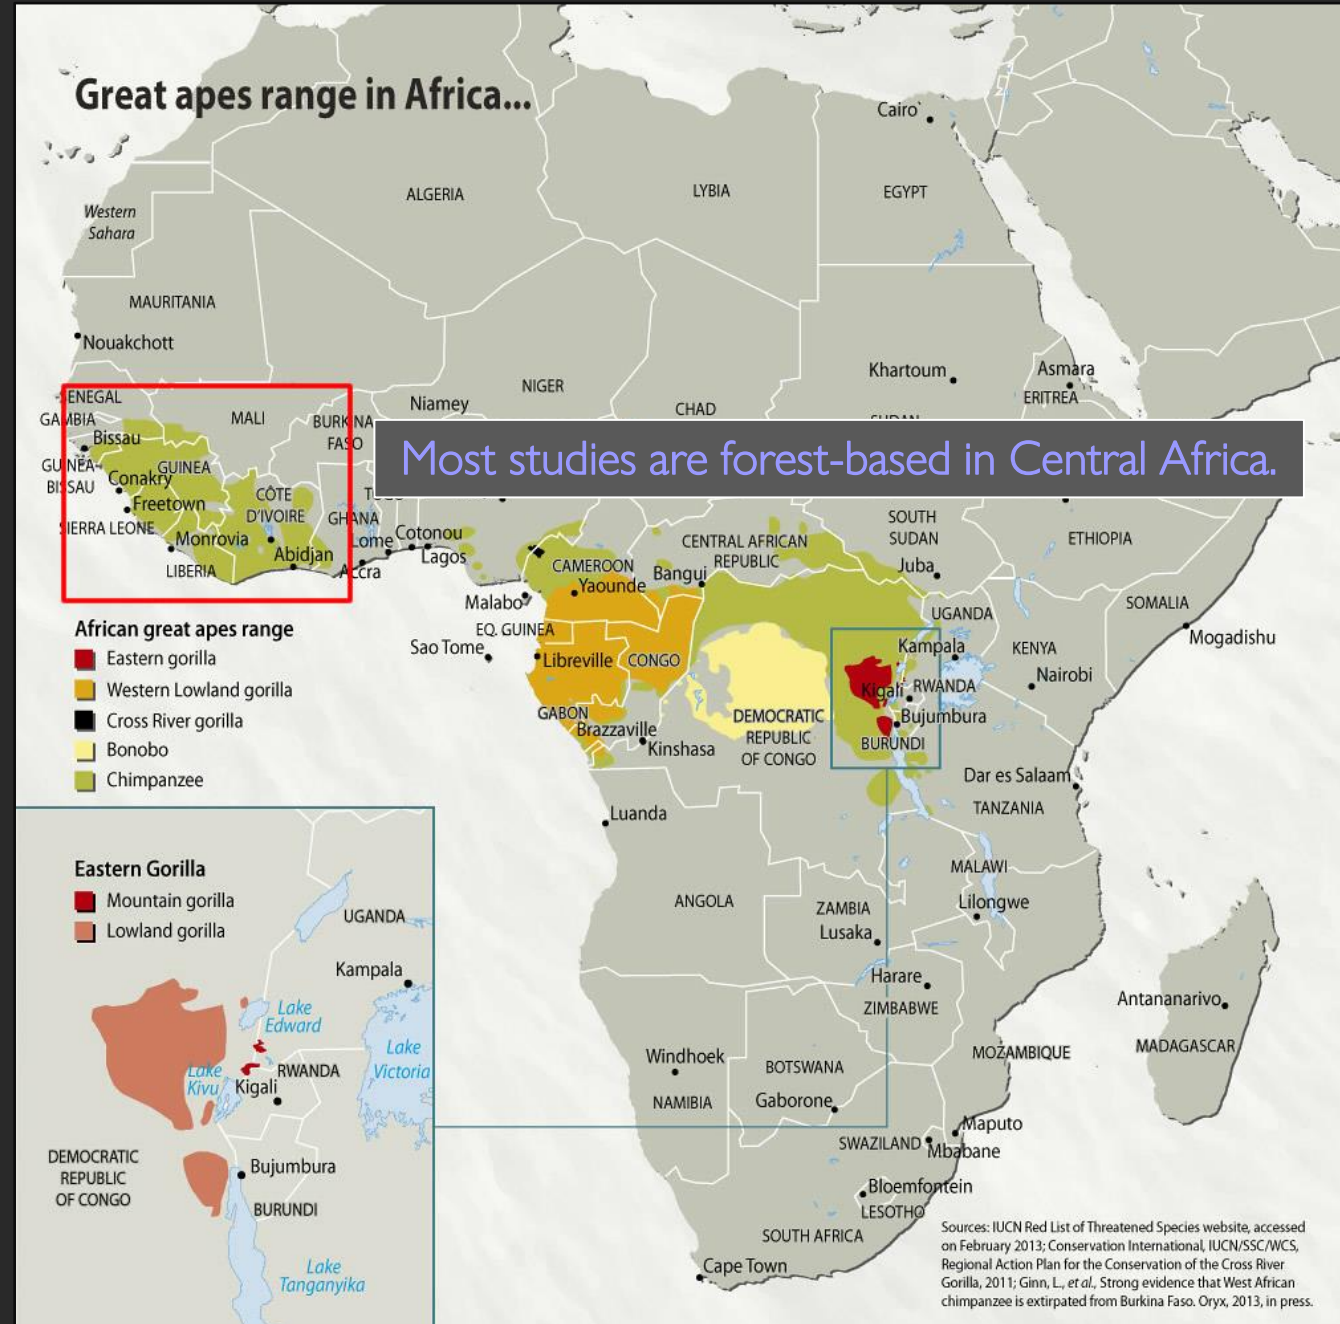 Great apes range in Africa...
Cairo`
ALGERIA
LYBIA
EGYPT
Western
Sahara
MAURITANIA
Nouakchott
Khartoum
Asmara
ERITREA
SENEGAL
GAMBIA
MALI
BURKINA
FASO
Niamey
NIGER
CHAD
Most studies are forest-based in Central Africa.
Bissau
GUINEA-
BISSAU
GUINEA
Conakry
Freetown
SIERRA LEONE
CÔTE
D'IVOIRE
GHANA
Monrovia
Abidjan
LIBERIA
Accra
Lome
Cotonou
Lagos
CAMEROON
Yaounde
CENTRAL AFRICAN
REPUBLIC
Bangui
SOUTH
SUDAN
Juba
ETHIOPIA
Malabo
EQ. GUINEA
Sao Tome
Libreville
CONGO
UGANDA
Kampala
KENYA
Nairobi
SOMALIA
Mogadishu
GABON
Brazzaville
Kinshasa
DEMOCRATIC
REPUBLIC
OF CONGO
Kigali
RWANDA
Bujumbura
BURUNDI
Dar es Salaam
TANZANIA
African great apes range
Eastern gorilla
Western Lowland gorilla
Cross River gorilla
Bonobo
Chimpanzee
Luanda
ANGOLA
ZAMBIA
Lusaka
MALAWI
Lilongwe
Harare
ZIMBABWE
Antananarivo
MADAGASCAR
MOZAMBIQUE
Windhoek
NAMIBIA
BOTSWANA
Gaborone
Maputo
SWAZILAND
Mbabane
Bloemfontein
LESOTHO
SOUTH AFRICA
Cape Town
Eastern Gorilla
Mountain gorilla
Lowland gorilla
UGANDA
Kampala
Lake
Edward
Lake
Victoria
Lake
Kivu
RWANDA
Kigali
DEMOCRATIC
REPUBLIC
OF CONGO
Bujumbura
BURUNDI
Lake
Tanganyika
Sources: IUCN Red List of Threatened Species website, accessed
on February 2013; Conservation International, IUCN/SSC/WCS,
Regional Action Plan for the Conservation of the Cross River
Gorilla, 2011; Ginn, L., et al., Strong evidence that West African
chimpanzee is extirpated from Burkina Faso. Oryx, 2013, in press.